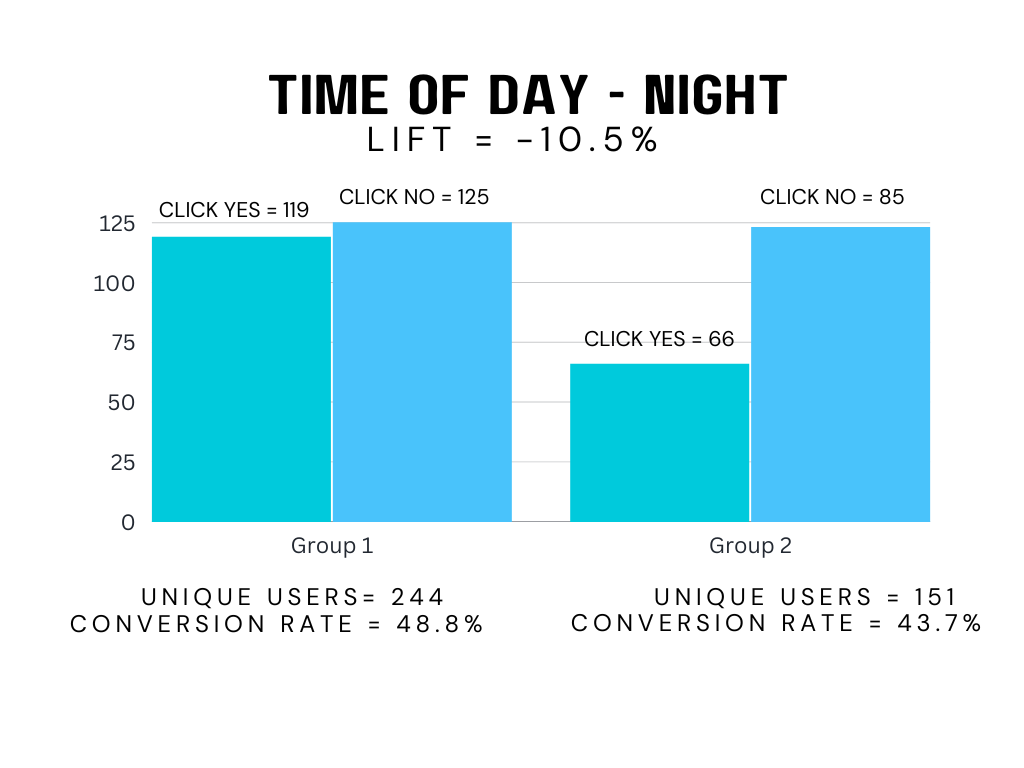 TIME OF DAY - NIGHT
LIFT = -10.5%
CLICK YES = 119
CLICK NO = 125
CLICK NO = 85
CLICK YES = 66
125
100
75
50
25
0
Group 1
Group 2
UNIQUE USERS= 244
CONVERSION RATE = 48.8%
UNIQUE USERS = 151
CONVERSION RATE = 43.7%